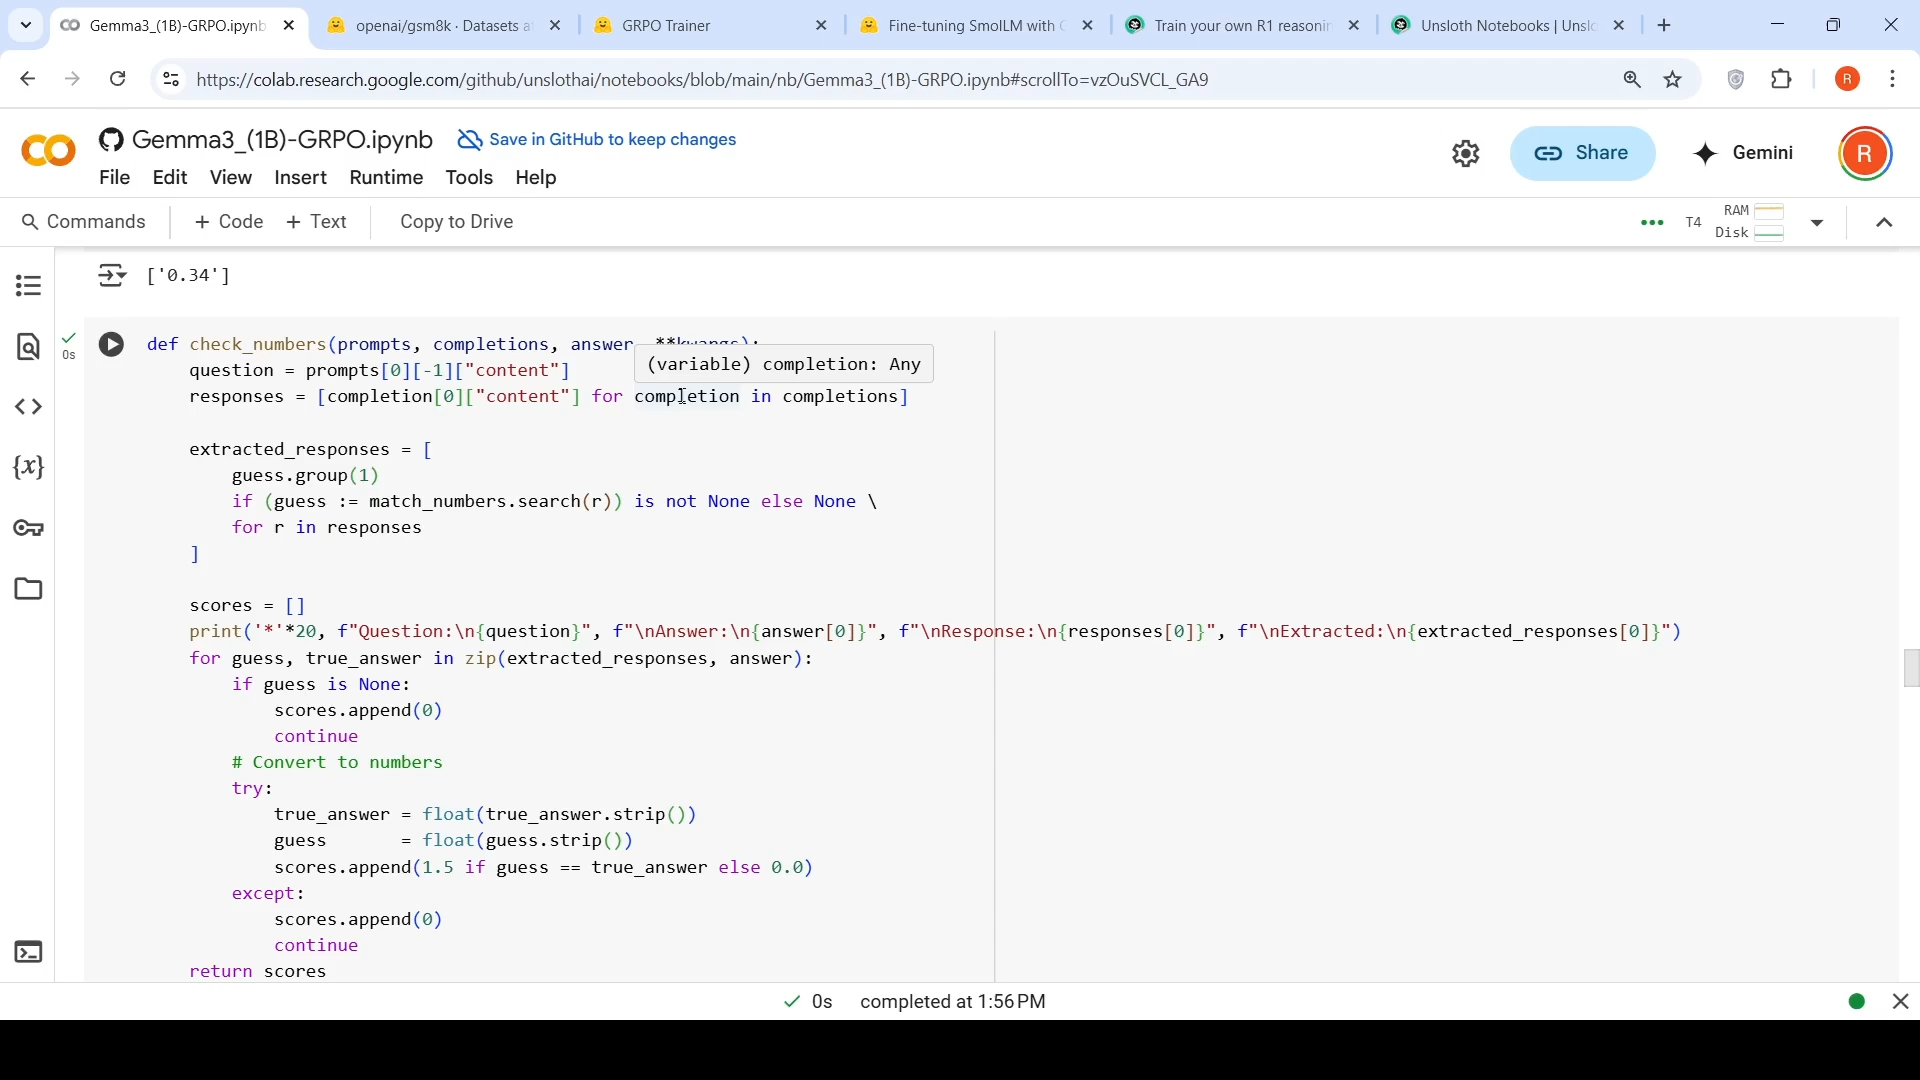 Gemma3_(1B)-GRPO.ipynb
openai/gsm8k · Datasets a
GRPO Trainer
Fine-tuning SmolLM with
Train your own R1 reasonin
Unsloth Notebooks | Unslo
https://colab.research.google.com/github/unslothai/notebooks/blob/main/nb/Gemma3_(1B)-GRPO.ipynb#scrollTo=vzOuSVCL_GA9
R
CO
Gemma3_(1B)-GRPO.ipynb
Save in GitHub to keep changes
File Edit View Insert Runtime Tools Help
Share
Gemini
R
Commands
+ Code
+ Text
Copy to Drive
T4
RAM
Disk
['0.34']
0s
def check_numbers(prompts, completions, answer, **kwargs):
(variable) completion: Any
question = prompts[0][-1]["content"]
responses = [completion[0]["content"] for completion in completions]
extracted_responses = [
guess.group(1)
if (guess := match_numbers.search(r)) is not None else None \
for r in responses
]
scores = []
print('*'*20, f"Question:\n{question}", f"\nAnswer:\n{answer[0]}", f"\nResponse:\n{responses[0]}", f"\nExtracted:\n{extracted_responses[0]}")
for guess, true_answer in zip(extracted_responses, answer):
if guess is None:
scores.append(0)
continue
# Convert to numbers
try:
true_answer = float(true_answer.strip())
guess       = float(guess.strip())
scores.append(1.5 if guess == true_answer else 0.0)
except:
scores.append(0)
continue
return scores
0s completed at 1:56 PM